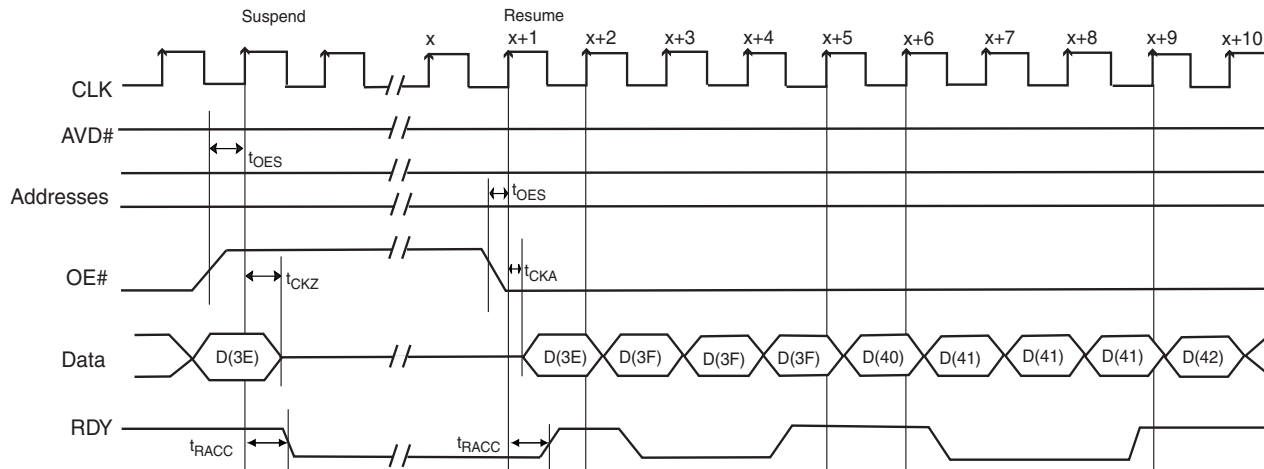 Suspend Resume
x x+1 x+2 x+3 x+4 x+5 x+6 x+7 x+8 x+9 x+10
CLK
AVD#
tOES
Addresses
tOES
OE#
tCKZ tCKA
Data D(3E) D(3E) D(3F) D(3F) D(3F) D(40) D(41) D(41) D(41) D(42)
RDY
tRACC tRACC